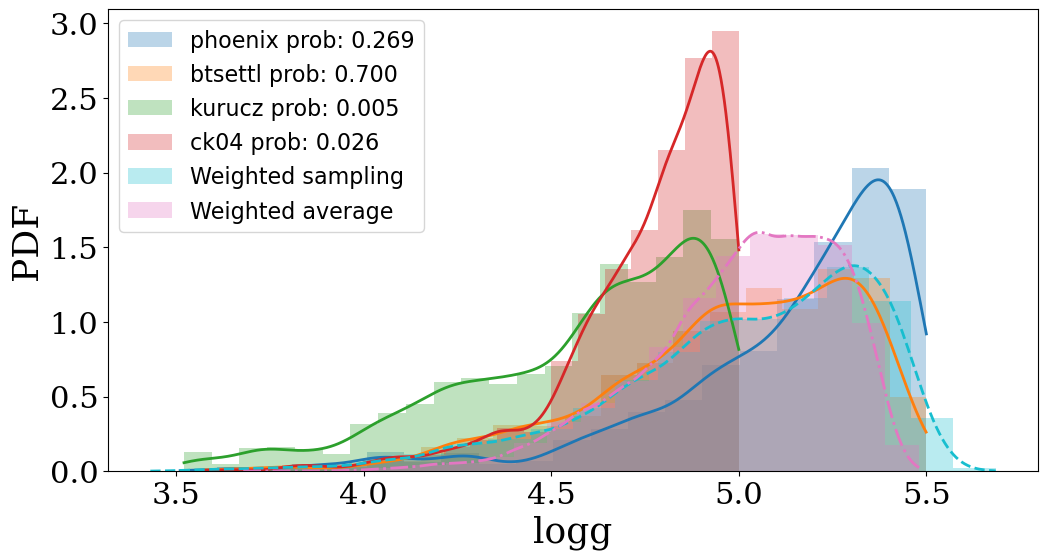 3.0
2.5
2.0
1.5
1.0
0.5
0.0
PDF
phoenix prob: 0.269
btsettl prob: 0.700
kurucz prob: 0.005
ck04 prob: 0.026
Weighted sampling
Weighted average
3.5 4.0 4.5 5.0 5.5
logg